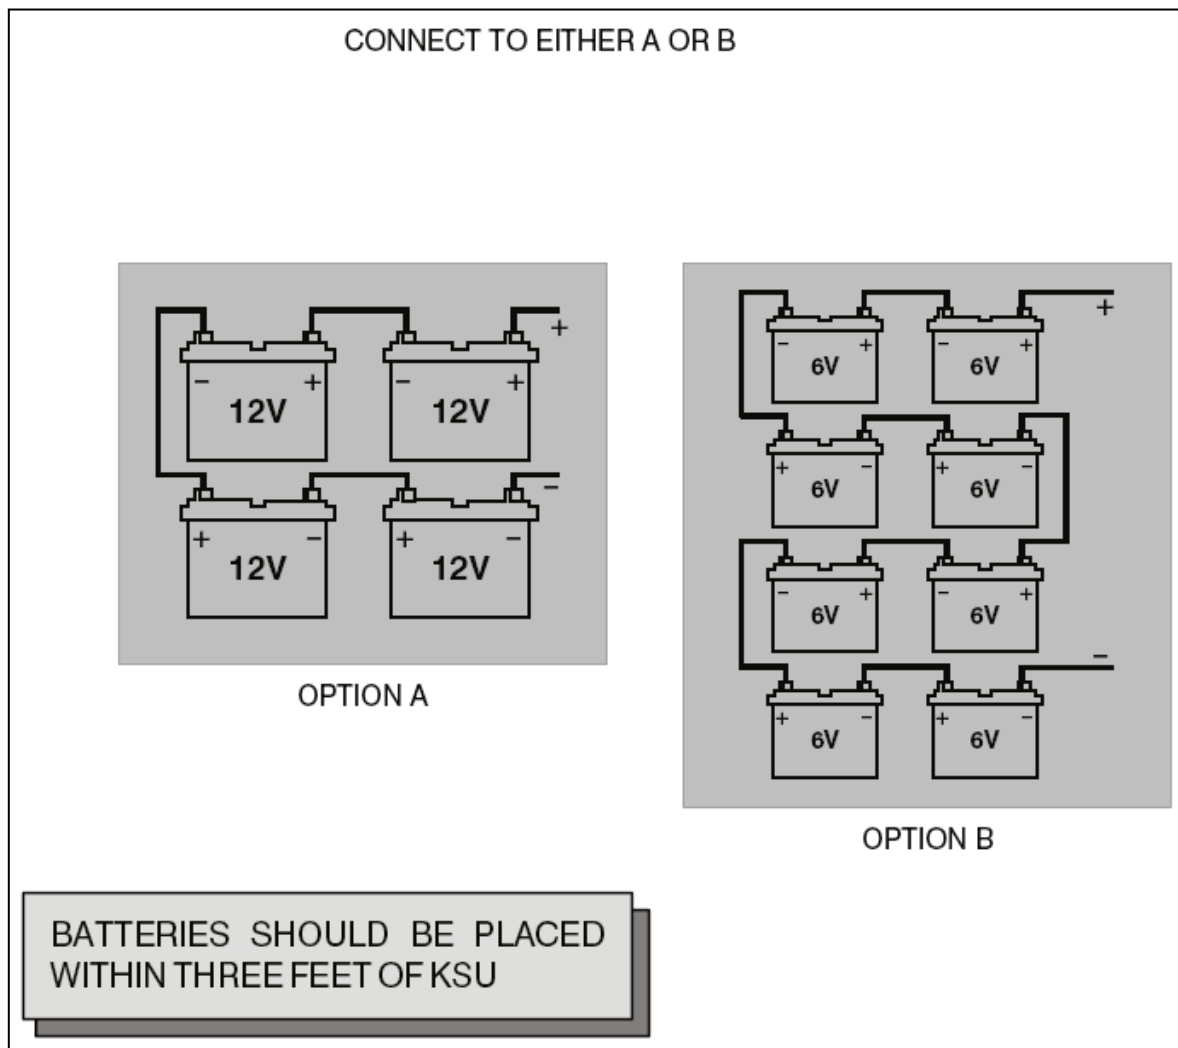 CONNECT TO EITHER A OR B
+
- + - +
12V 12V
-
+ - + -
12V 12V
OPTION A
+
- + - +
6V 6V
+ - + -
6V 6V
- + - +
6V 6V
-
+ - + -
6V 6V
OPTION B
BATTERIES SHOULD BE PLACED
WITHIN THREE FEET OF KSU